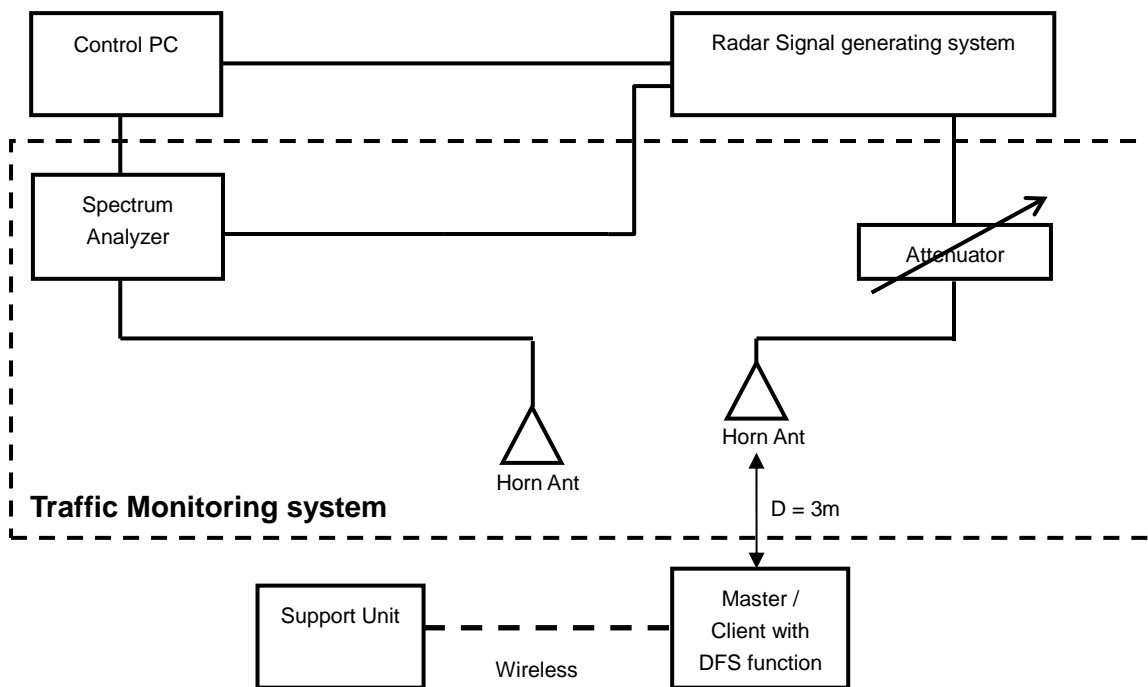 Control PC
Radar Signal generating system
Spectrum
Analyzer
Attenuator
Horn Ant
Horn Ant
Traffic Monitoring system
D = 3m
Support Unit
Wireless
Master /
Client with
DFS function